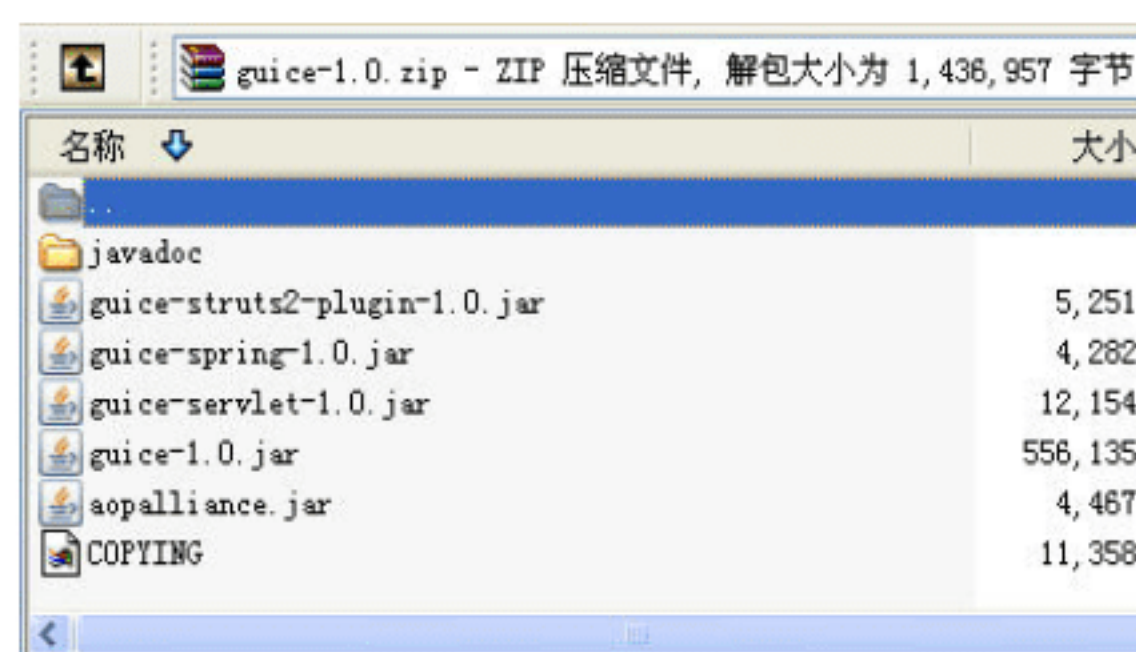 guice-1.0.zip - ZIP 压缩文件, 解包大小为 1,436,957 字节
名称 大小
..
javadoc
guice-struts2-plugin-1.0.jar 5,251
guice-spring-1.0.jar 4,282
guice-servlet-1.0.jar 12,154
guice-1.0.jar 556,135
aopalliance.jar 4,467
COPYING 11,358